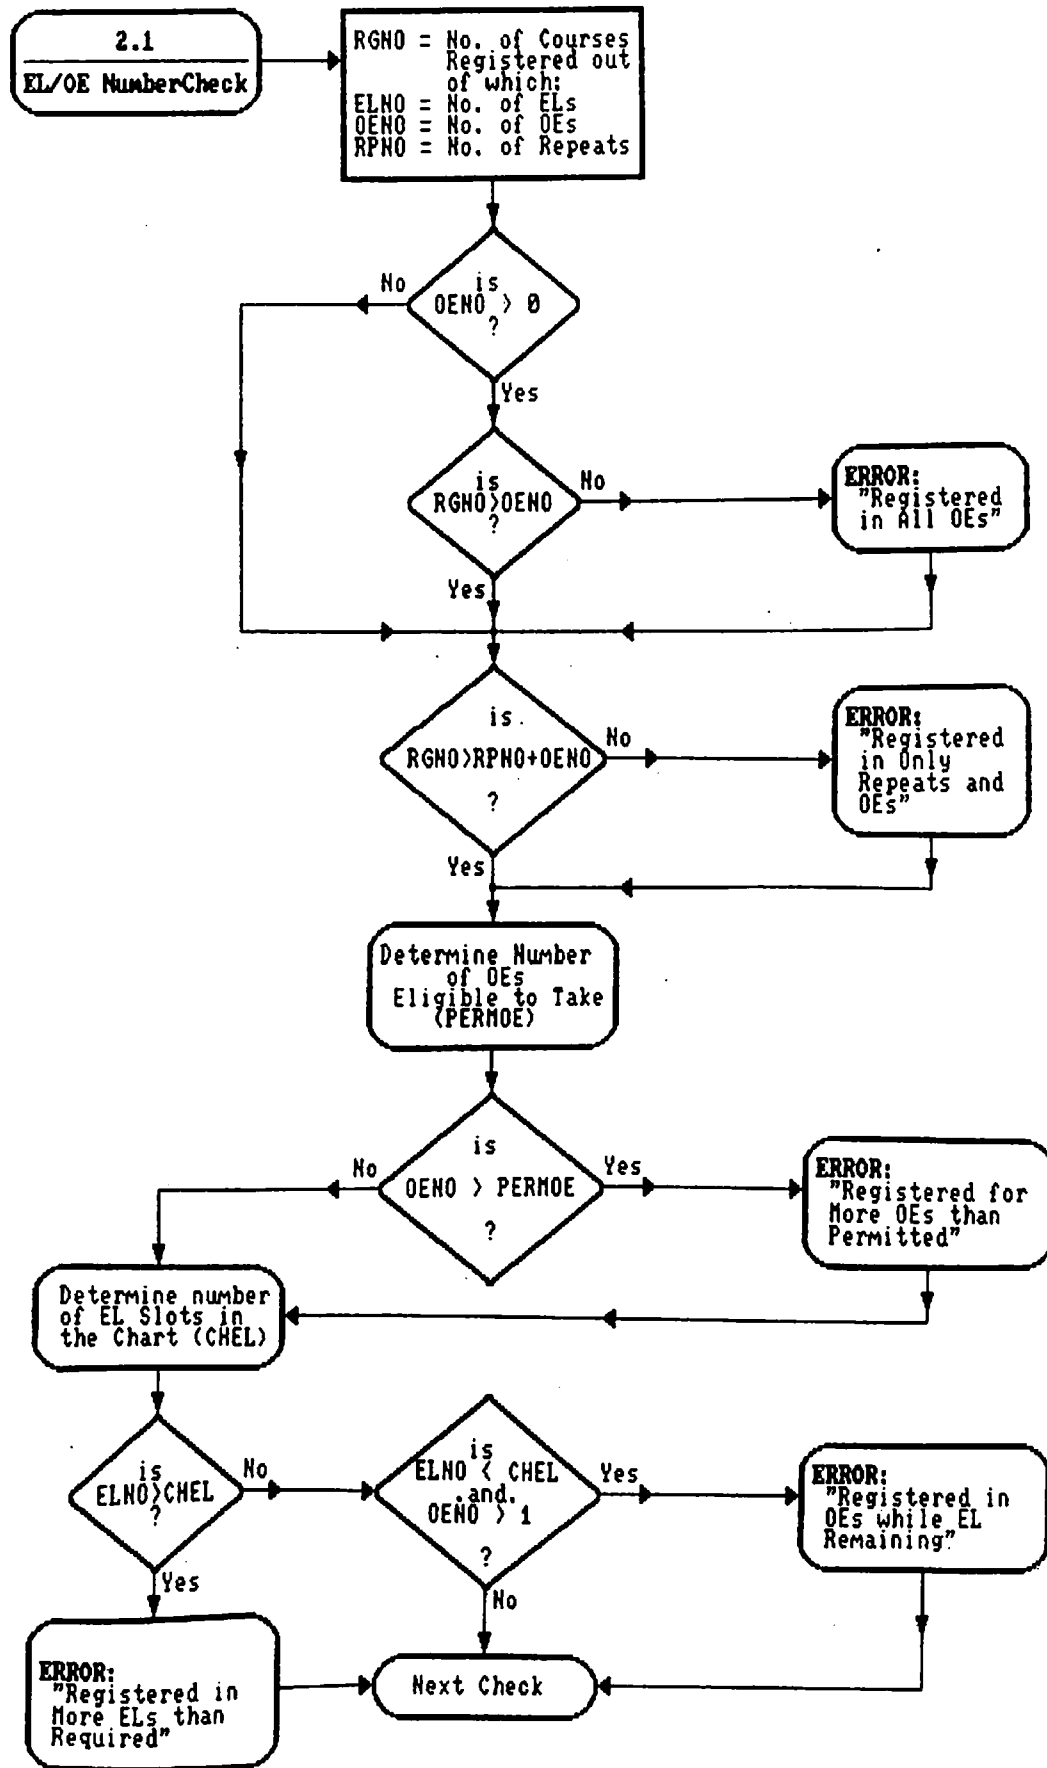 2.1
EL/OE NumberCheck
RGNO = No. of Courses
Registered out
of which:
ELNO = No. of ELs
OENO = No. of OEs
RPNO = No. of Repeats
is
OENO > 0
?
No
Yes
is
RGNO>OENO
?
No
Yes
ERROR:
"Registered
in All OEs"
is
RGNO>RPNO+OENO
?
No
Yes
ERROR:
"Registered
in Only
Repeats and
OEs"
Determine Number
of OEs
Eligible to Take
(PERMOE)
is
OENO > PERMOE
?
No
Yes
ERROR:
"Registered for
More OEs than
Permitted"
Determine number
of EL Slots in
the Chart (CHEL)
is
ELNO>CHEL
?
No
Yes
is
ELNO < CHEL
.and.
OENO > 1
?
Yes
No
ERROR:
"Registered in
OEs while EL
Remaining"
ERROR:
"Registered in
More ELs than
Required"
Next Check